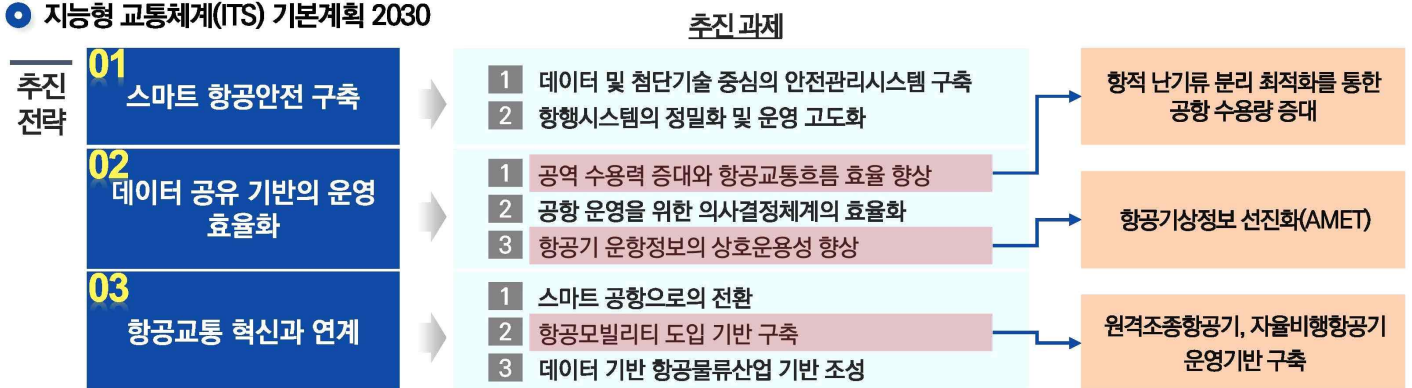 지능형 교통체계(ITS) 기본계획 2030
추진 과제
추진
전략
01
스마트 항공안전 구축
1 데이터 및 첨단기술 중심의 안전관리시스템 구축
2 항행시스템의 정밀화 및 운영 고도화
항적 난기류 분리 최적화를 통한
공항 수용량 증대
02
데이터 공유 기반의 운영
효율화
1 공역 수용력 증대와 항공교통흐름 효율 향상
2 공항 운영을 위한 의사결정체계의 효율화
3 항공기 운항정보의 상호운용성 향상
항공기상정보 선진화(AMET)
03
항공교통 혁신과 연계
1 스마트 공항으로의 전환
2 항공모빌리티 도입 기반 구축
3 데이터 기반 항공물류산업 기반 조성
원격조종항공기, 자율비행항공기
운영기반 구축